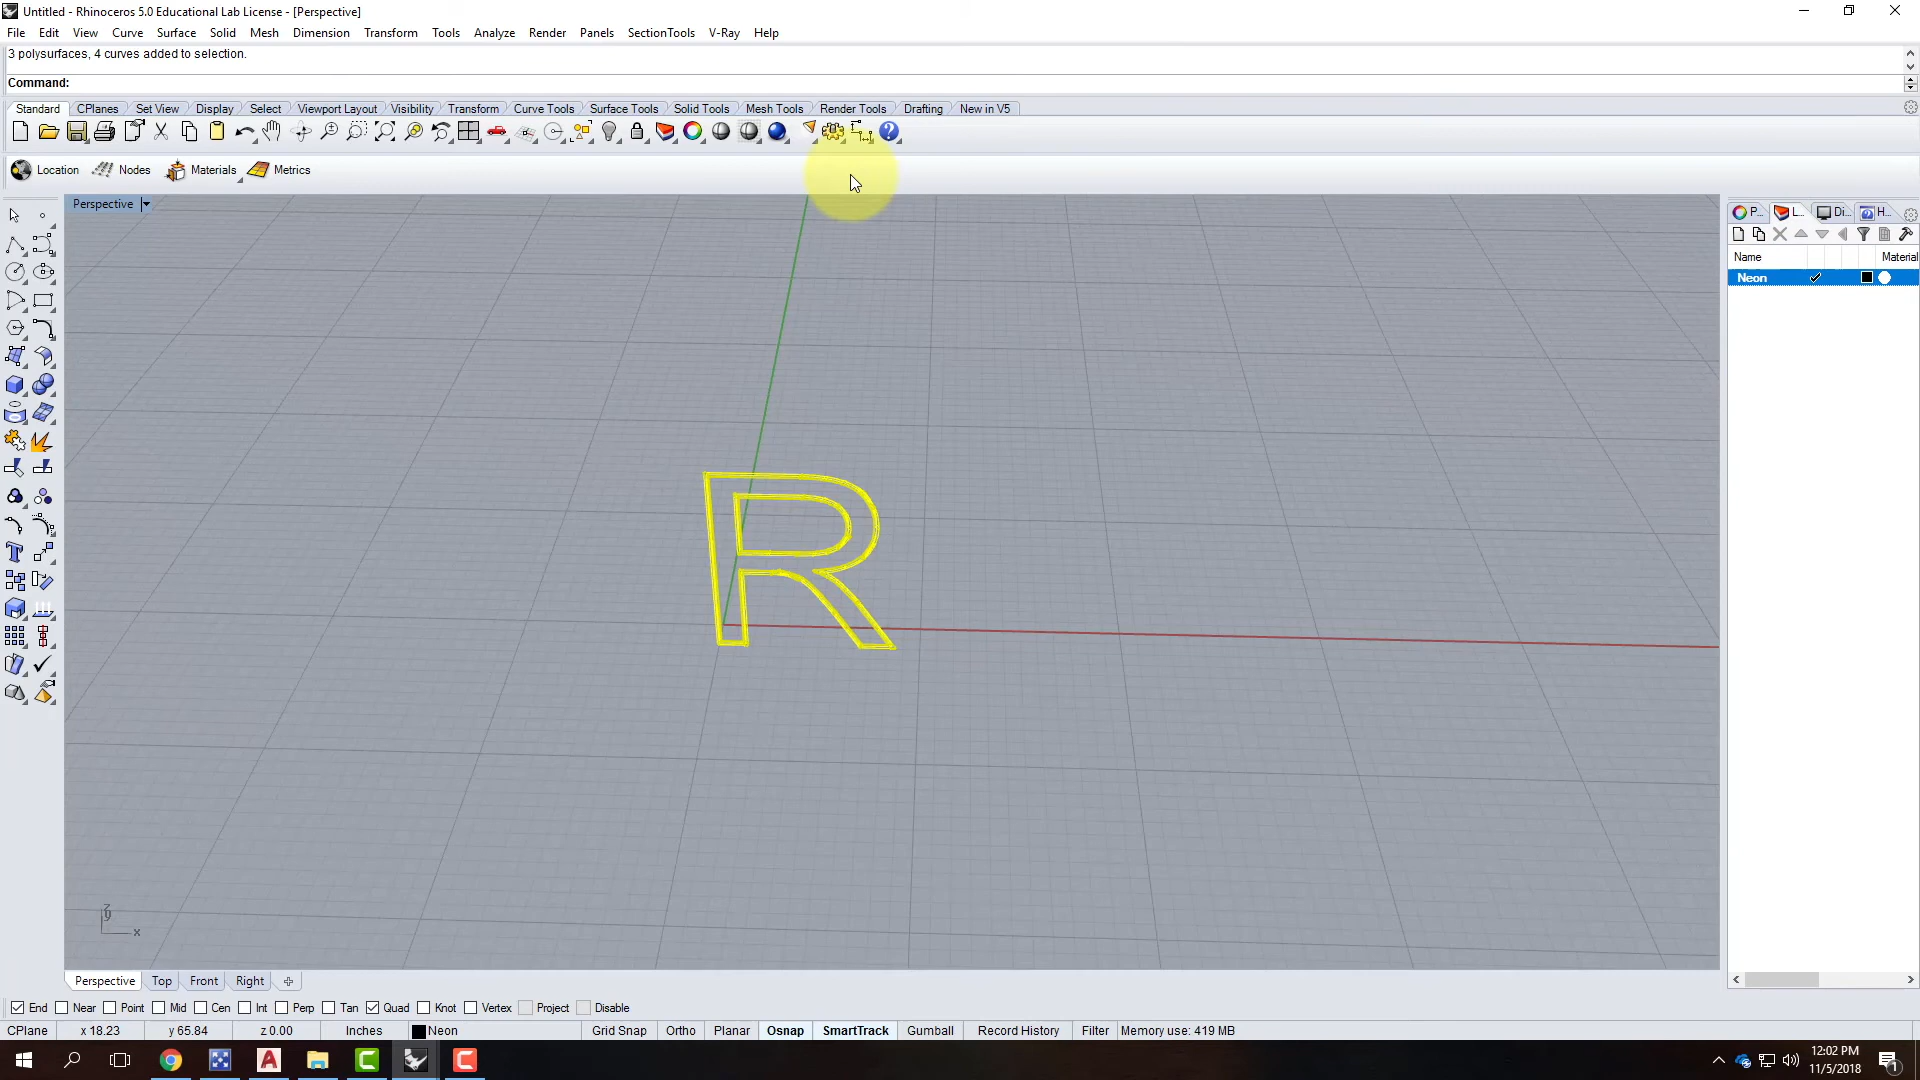 Untitled - Rhinoceros 5.0 Educational Lab License - [Perspective]
File Edit View Curve Surface Solid Mesh Dimension Transform Tools Analyze Render Panels SectionTools V-Ray Help
3 polysurfaces, 4 curves added to selection.
Command:
Standard CPlanes Set View Display Select Viewport Layout Visibility Transform Curve Tools Surface Tools Solid Tools Mesh Tools Render Tools Drafting New in V5
Location Nodes Materials Metrics
Perspective
P... L... Di... H...
Name Material
Neon
R
z
y
x
Perspective Top Front Right
End Near Point Mid Cen Int Perp Tan Quad Knot Vertex Project Disable
CPlane x 18.23 y 65.84 z 0.00 Inches Neon Grid Snap Ortho Planar Osnap SmartTrack Gumball Record History Filter Memory use: 419 MB
12:02 PM
11/5/2018
1